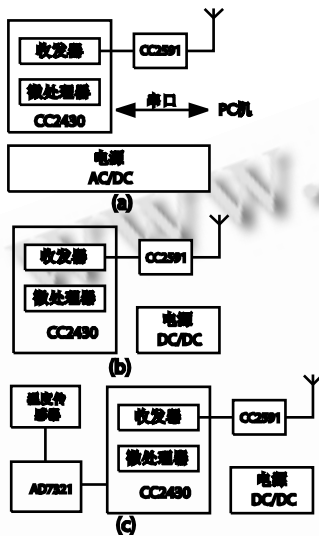 收发器
CC2591
微处理器
CC2430
串口
PC机
电源
AC/DC
(a)
www.
收发器
CC2591
微处理器
CC2430
电源
DC/DC
(b)
温度传
感器
收发器
CC2591
微处理器
AD7321
CC2430
电源
DC/DC
(c)